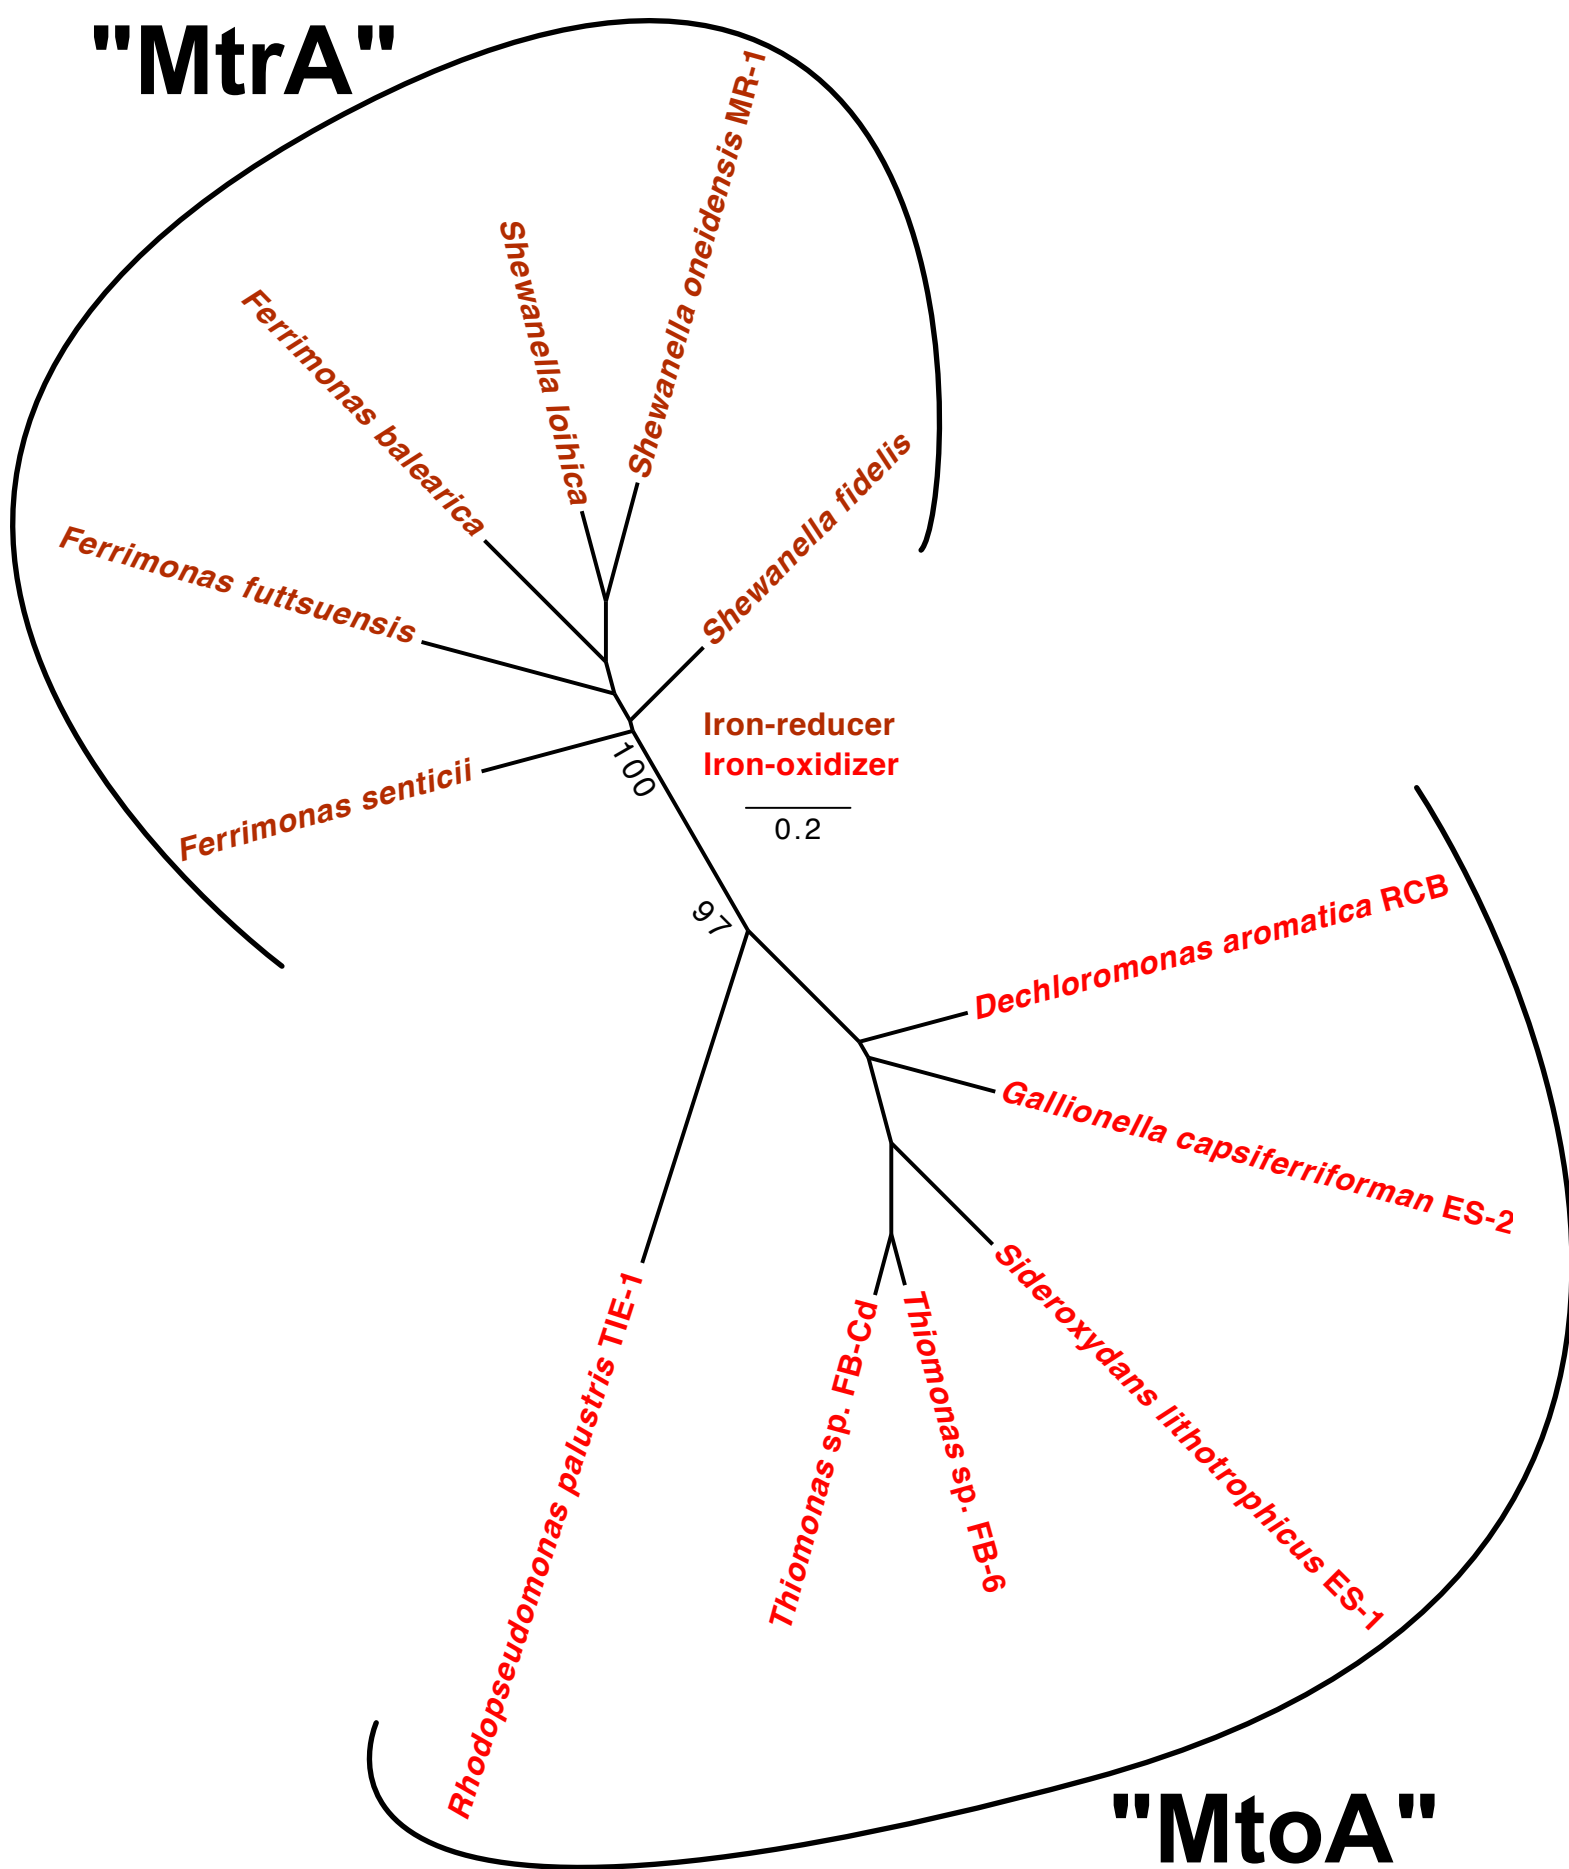 "MtrA"
Shewanella oneidensis MR-1
Shewanella loihica
Ferrimonas balearica
Shewanella fidelis
Ferrimonas futtsuensis
Iron-reducer
Iron-oxidizer
Ferrimonas senticii
100
0.2
97
Dechloromonas aromatica RCB
Gallionella capsiferriforman ES-2
Sideroxydans lithotrophicus ES-1
Thiomonas sp. FB-6
Thiomonas sp. FB-Cd
Rhodopseudomonas palustris TIE-1
"MtoA"